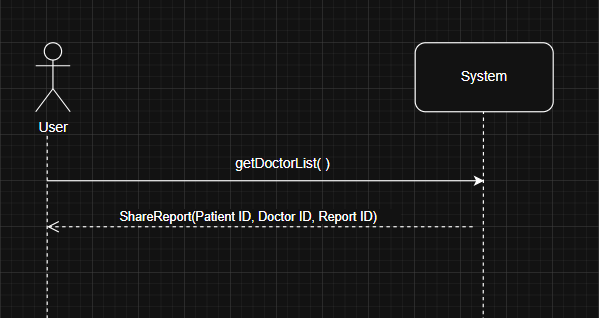 System
User
getDoctorList( )
ShareReport(Patient ID, Doctor ID, Report ID)